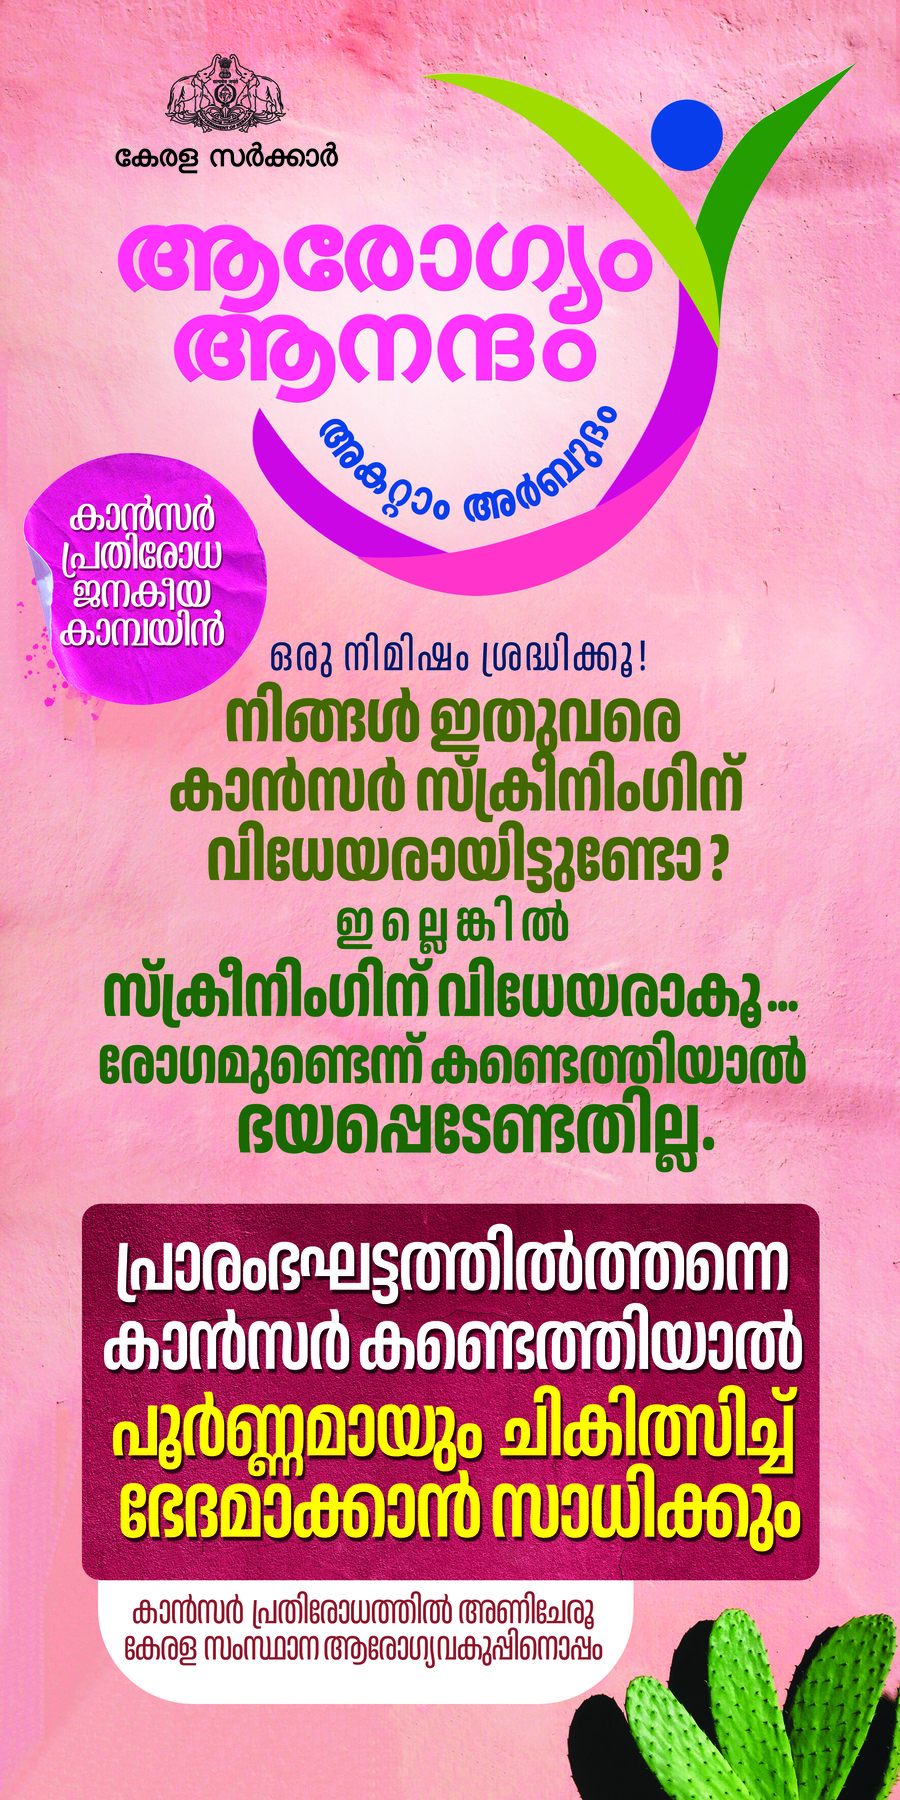 കേരള സർക്കാർ
ആരോഗ്യം
ആനന്ദം
അകറ്റാം അർബുദം
കാൻസർ
പ്രതിരോധ
ജനകീയ
കാമ്പയിൻ
ഒരു നിമിഷം ശ്രദ്ധിക്കൂ!
നിങ്ങൾ ഇതുവരെ
കാൻസർ സ്ക്രീനിംഗിന്
വിധേയരായിട്ടുണ്ടോ?
ഇല്ലെങ്കിൽ
സ്ക്രീനിംഗിന് വിധേയരാകൂ...
രോഗമുണ്ടെന്ന് കണ്ടെത്തിയാൽ
ഭയപ്പെടേണ്ടതില്ല.
പ്രാരംഭഘട്ടത്തിൽത്തന്നെ
കാൻസർ കണ്ടെത്തിയാൽ
പൂർണ്ണമായും ചികിത്സിച്ച്
ഭേദമാക്കാൻ സാധിക്കും
കാൻസർ പ്രതിരോധത്തിൽ അണിചേരൂ
കേരള സംസ്ഥാന ആരോഗ്യവകുപ്പിനൊപ്പം